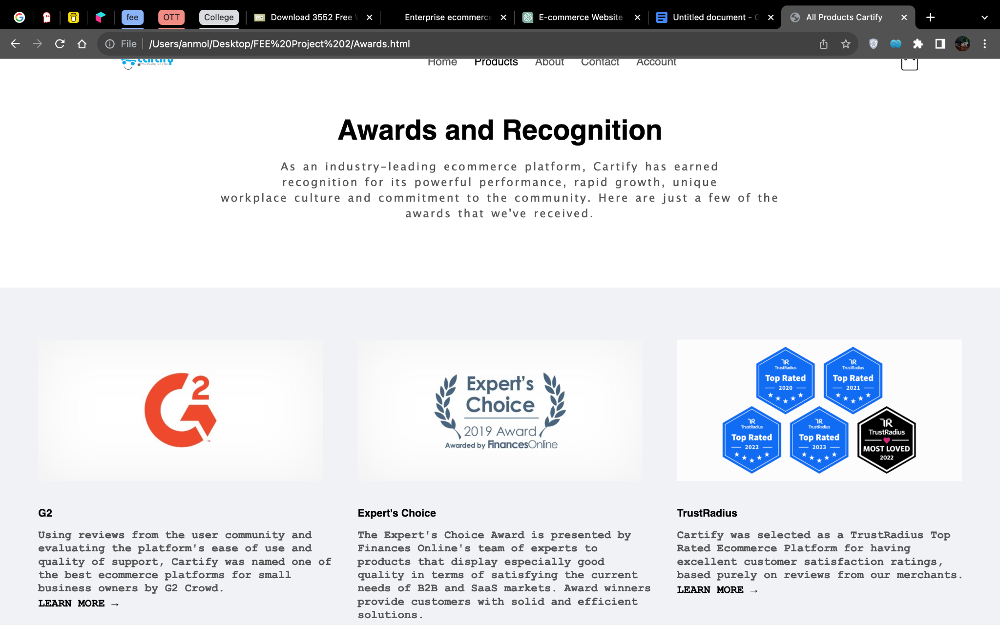 fee
OTT
College
Download 3552 Free
Enterprise ecommerce
E-commerce Website
Untitled document - G
All Products Cartify
File
/Users/anmol/Desktop/FEE%20Project%202/Awards.html
cartify
Home
Products
About
Contact
Account
Awards and Recognition
As an industry-leading ecommerce platform, Cartify has earned
recognition for its powerful performance, rapid growth, unique
workplace culture and commitment to the community. Here are just a few of the
awards that we've received.
G2
TM
Expert's
Choice
2019 Award
Awarded by FinancesOnline
TR
TrustRadius
Top Rated
2020
TR
TrustRadius
Top Rated
2021
TR
TrustRadius
Top Rated
2022
TR
TrustRadius
Top Rated
2023
TR
TrustRadius
MOST LOVED
2022
G2
Using reviews from the user community and
evaluating the platform's ease of use and
quality of support, Cartify was named one of
the best ecommerce platforms for small
business owners by G2 Crowd.
LEARN MORE →
Expert's Choice
The Expert's Choice Award is presented by
Finances Online's team of experts to
products that display especially good
quality in terms of satisfying the current
needs of B2B and SaaS markets. Award winners
provide customers with solid and efficient
solutions.
TrustRadius
Cartify was selected as a TrustRadius Top
Rated Ecommerce Platform for having
excellent customer satisfaction ratings,
based purely on reviews from our merchants.
LEARN MORE →